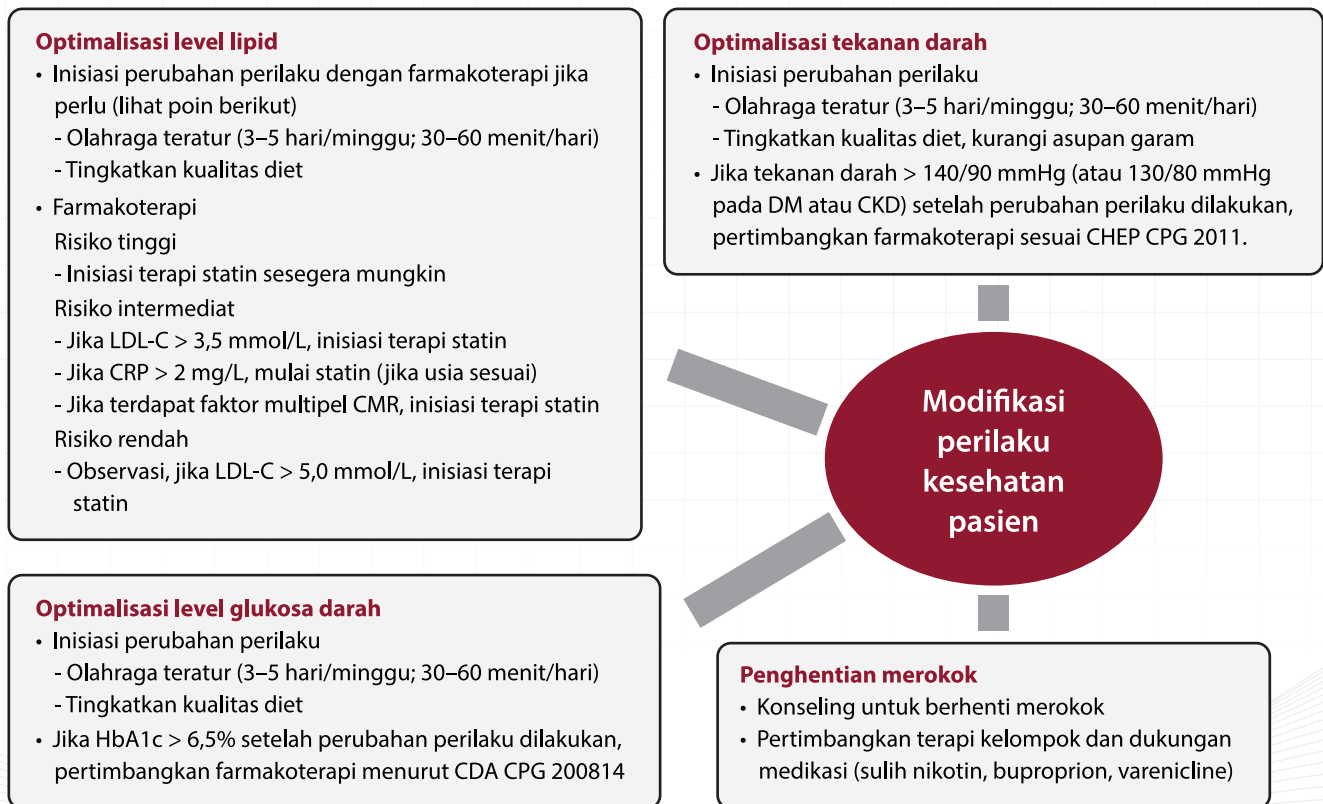 Optimalisasi level lipid
• Inisiasi perubahan perilaku dengan farmakoterapi jika
perlu (lihat poin berikut)
- Olahraga teratur (3–5 hari/minggu; 30–60 menit/hari)
- Tingkatkan kualitas diet
• Farmakoterapi
Risiko tinggi
- Inisiasi terapi statin sesegera mungkin
Risiko intermediat
- Jika LDL-C > 3,5 mmol/L, inisiasi terapi statin
- Jika CRP > 2 mg/L, mulai statin (jika usia sesuai)
- Jika terdapat faktor multipel CMR, inisiasi terapi statin
Risiko rendah
- Observasi, jika LDL-C > 5,0 mmol/L, inisiasi terapi
statin
Optimalisasi tekanan darah
• Inisiasi perubahan perilaku
- Olahraga teratur (3–5 hari/minggu; 30–60 menit/hari)
- Tingkatkan kualitas diet, kurangi asupan garam
• Jika tekanan darah > 140/90 mmHg (atau 130/80 mmHg
pada DM atau CKD) setelah perubahan perilaku dilakukan,
pertimbangkan farmakoterapi sesuai CHEP CPG 2011.
Modifikasi
perilaku
kesehatan
pasien
Optimalisasi level glukosa darah
• Inisiasi perubahan perilaku
- Olahraga teratur (3–5 hari/minggu; 30–60 menit/hari)
- Tingkatkan kualitas diet
• Jika HbA1c > 6,5% setelah perubahan perilaku dilakukan,
pertimbangkan farmakoterapi menurut CDA CPG 200814
Penghentian merokok
• Konseling untuk berhenti merokok
• Pertimbangkan terapi kelompok dan dukungan
medikasi (sulih nikotin, buproprion, varenicline)